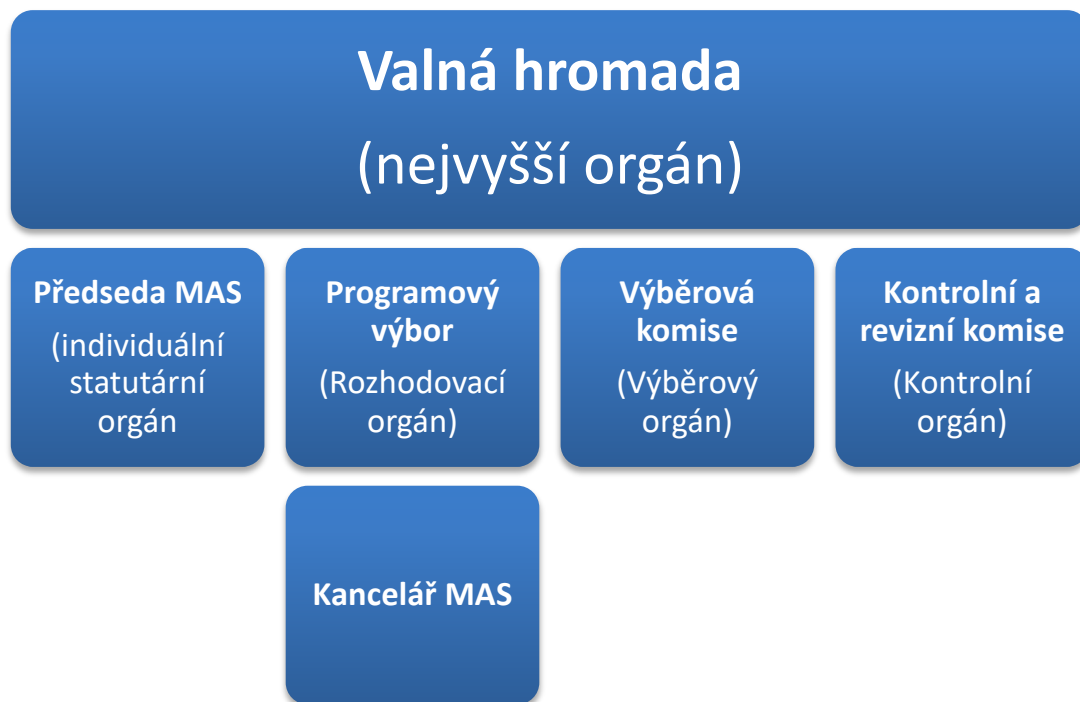 Valná hromada
(nejvyšší orgán)
Předseda MAS
(individuální
statutární
orgán
Programový
výbor
(Rozhodovací
orgán)
Výběrová
komise
(Výběrový
orgán)
Kontrolní a
revizní komise
(Kontrolní
orgán)
Kancelář MAS